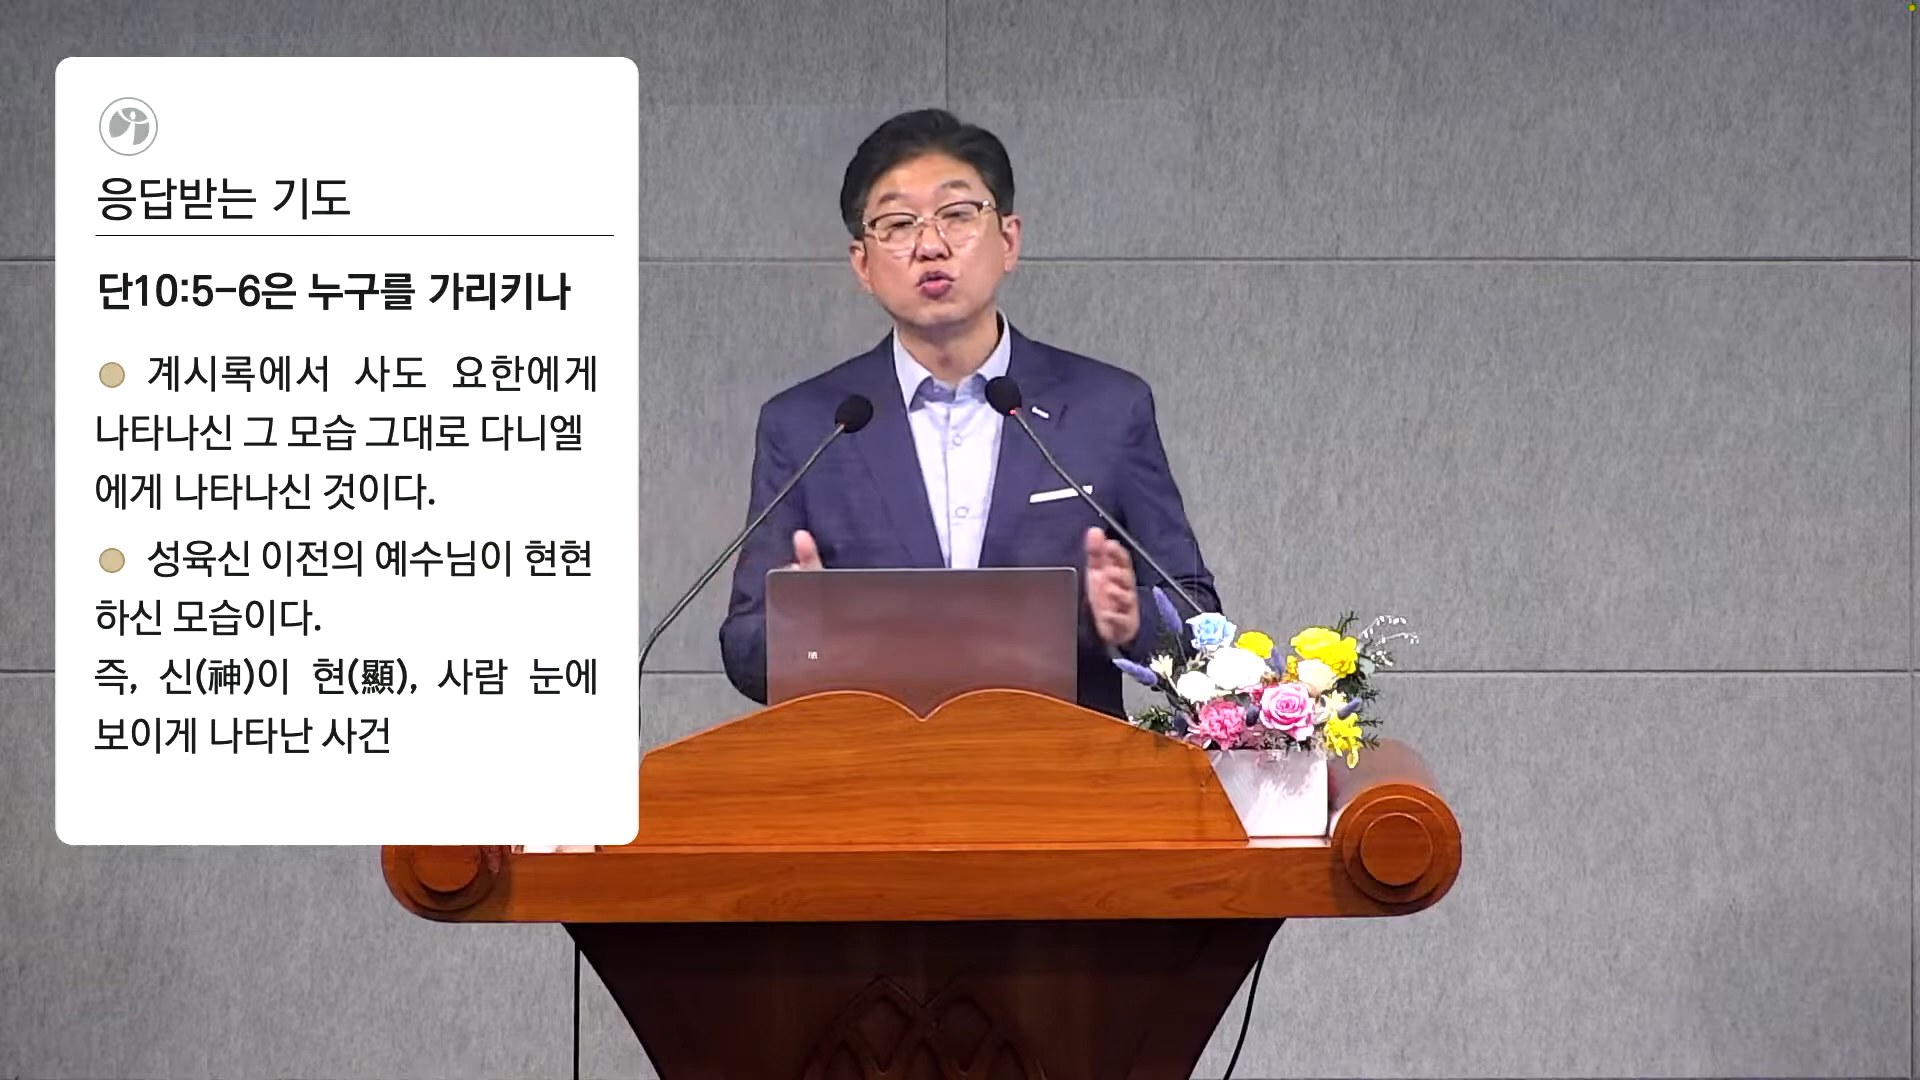 응답받는 기도
단10:5-6은 누구를 가리키나
계시록에서 사도 요한에게
나타나신 그 모습 그대로 다니엘
에게 나타나신 것이다.
성육신 이전의 예수님이 현현
하신 모습이다.
즉, 신(神)이 현(顯), 사람 눈에
보이게 나타난 사건